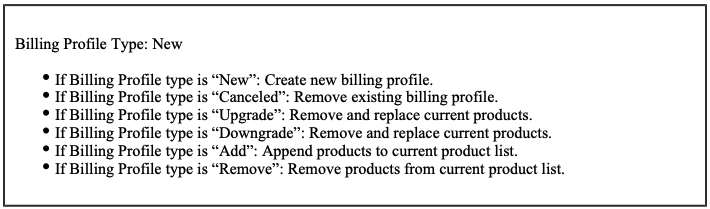 Billing Profile Type: New
• If Billing Profile type is “New”: Create new billing profile.
• If Billing Profile type is “Canceled”: Remove existing billing profile.
• If Billing Profile type is “Upgrade”: Remove and replace current products.
• If Billing Profile type is “Downgrade”: Remove and replace current products.
• If Billing Profile type is “Add”: Append products to current product list.
• If Billing Profile type is “Remove”: Remove products from current product list.